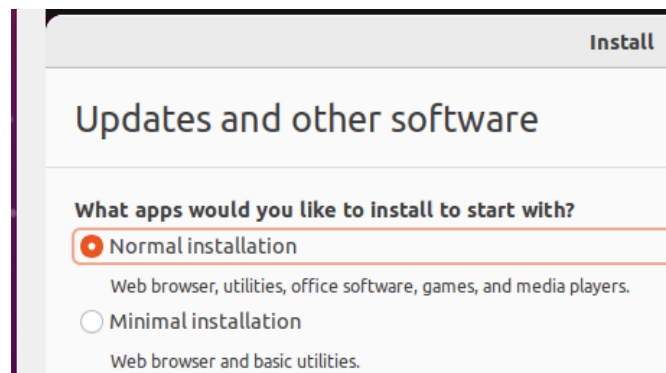 Install
Updates and other software
What apps would you like to install to start with?
Normal installation
Web browser, utilities, office software, games, and media players.
Minimal installation
Web browser and basic utilities.